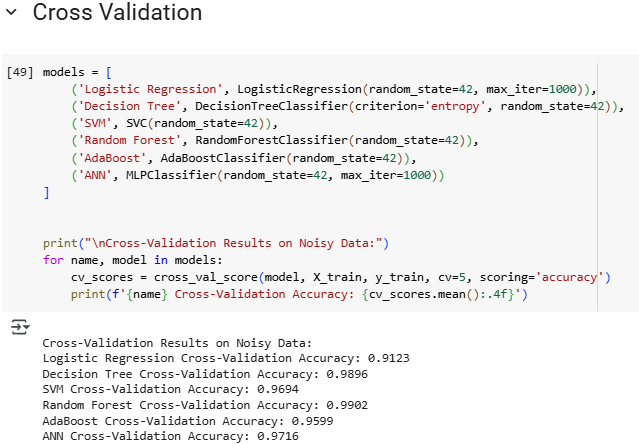 Cross Validation
[49] models = [
('Logistic Regression', LogisticRegression(random_state=42, max_iter=1000)),
('Decision Tree', DecisionTreeClassifier(criterion='entropy', random_state=42)),
('SVM', SVC(random_state=42)),
('Random Forest', RandomForestClassifier(random_state=42)),
('AdaBoost', AdaBoostClassifier(random_state=42)),
('ANN', MLPClassifier(random_state=42, max_iter=1000))
]
print("\nCross-Validation Results on Noisy Data:")
for name, model in models:
cv_scores = cross_val_score(model, X_train, y_train, cv=5, scoring='accuracy')
print(f'{name} Cross-Validation Accuracy: {cv_scores.mean():.4f}')
Cross-Validation Results on Noisy Data:
Logistic Regression Cross-Validation Accuracy: 0.9123
Decision Tree Cross-Validation Accuracy: 0.9896
SVM Cross-Validation Accuracy: 0.9694
Random Forest Cross-Validation Accuracy: 0.9902
AdaBoost Cross-Validation Accuracy: 0.9599
ANN Cross-Validation Accuracy: 0.9716